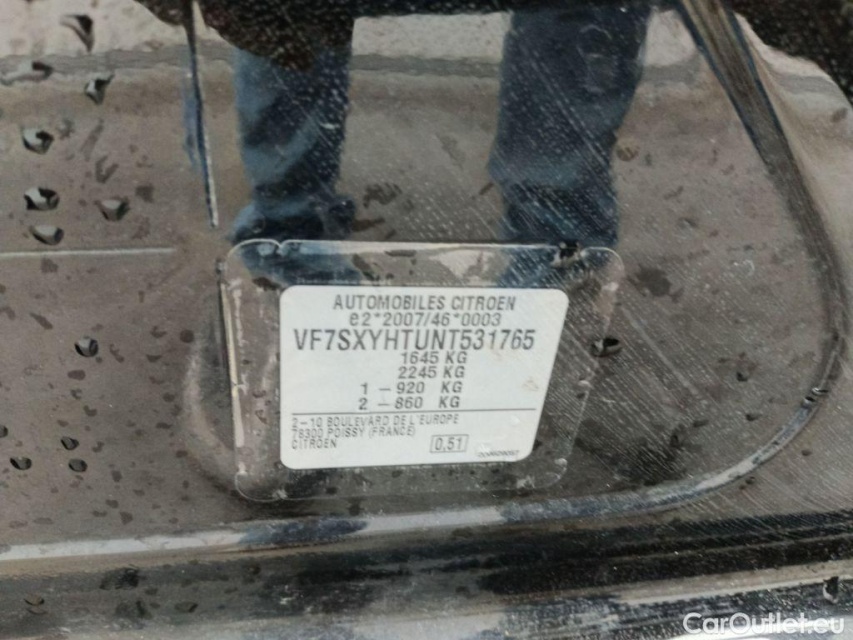 AUTOMOBILES CITROEN
e2*2007/46*0003
VF7SXYHTUNT531765
1645 KG
2245 KG
1 - 920 KG
2 - 860 KG
2-10 BOULEVARD DE L'EUROPE
78300 POISSY (FRANCE)
CITROEN
0.51
CarOutlet.eu